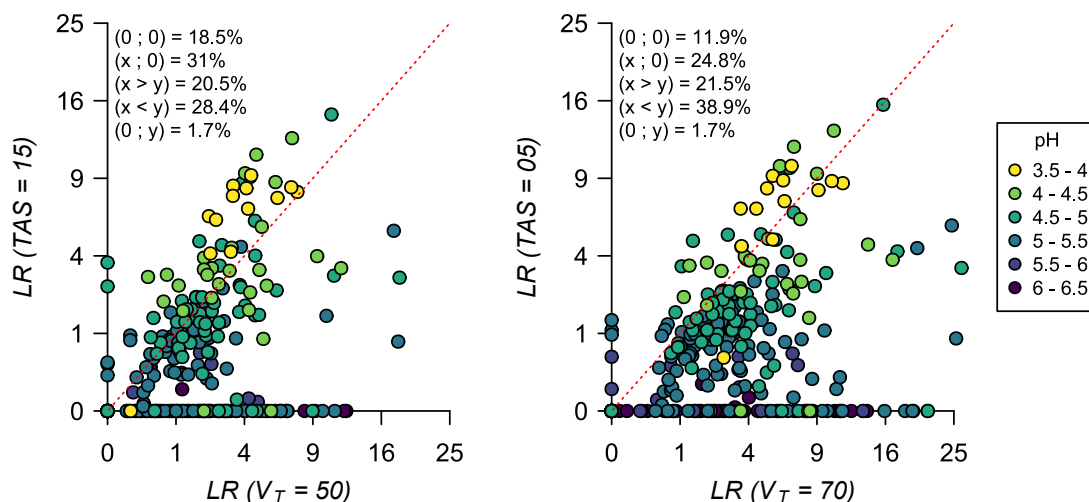 25
16
9
4
1
0
LR (TAS = 15)
(0 ; 0) = 18.5%
(x ; 0) = 31%
(x > y) = 20.5%
(x < y) = 28.4%
(0 ; y) = 1.7%
0 1 4 9 16 25
LR (V_T = 50)
25
16
9
4
1
0
LR (TAS = 05)
(0 ; 0) = 11.9%
(x ; 0) = 24.8%
(x > y) = 21.5%
(x < y) = 38.9%
(0 ; y) = 1.7%
0 1 4 9 16 25
LR (V_T = 70)
pH
3.5 - 4
4 - 4.5
4.5 - 5
5 - 5.5
5.5 - 6
6 - 6.5